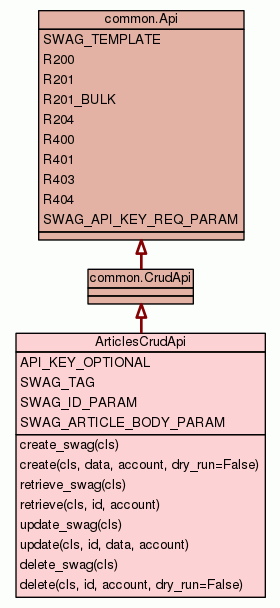 common.Api
SWAG_TEMPLATE
R200
R201
R201_BULK
R204
R400
R401
R403
R404
SWAG_API_KEY_REQ_PARAM
common.CrudApi
ArticlesCrudApi
API_KEY_OPTIONAL
SWAG_TAG
SWAG_ID_PARAM
SWAG_ARTICLE_BODY_PARAM
create_swag(cls)
create(cls, data, account, dry_run=False)
retrieve_swag(cls)
retrieve(cls, id, account)
update_swag(cls)
update(cls, id, data, account)
delete_swag(cls)
delete(cls, id, account, dry_run=False)